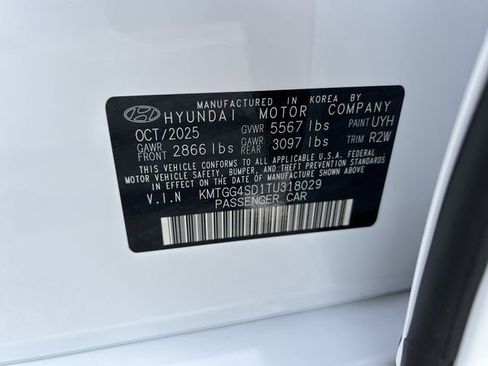 MANUFACTURED IN KOREA BY
HYUNDAI MOTOR COMPANY
OCT/2025 GVWR 5567 lbs PAINT UYH
GAWR FRONT 2866 lbs GAWR REAR 3097 lbs TRIM R2W
THIS VEHICLE CONFORMS TO ALL APPLICABLE U.S.A. FEDERAL
MOTOR VEHICLE SAFETY AND THEFT PREVENTION STANDARDS IN
EFFECT ON THE DATE OF MANUFACTURE SHOWN ABOVE.
V.I.N KMTGG4SD1TU318029
PASSENGER CAR